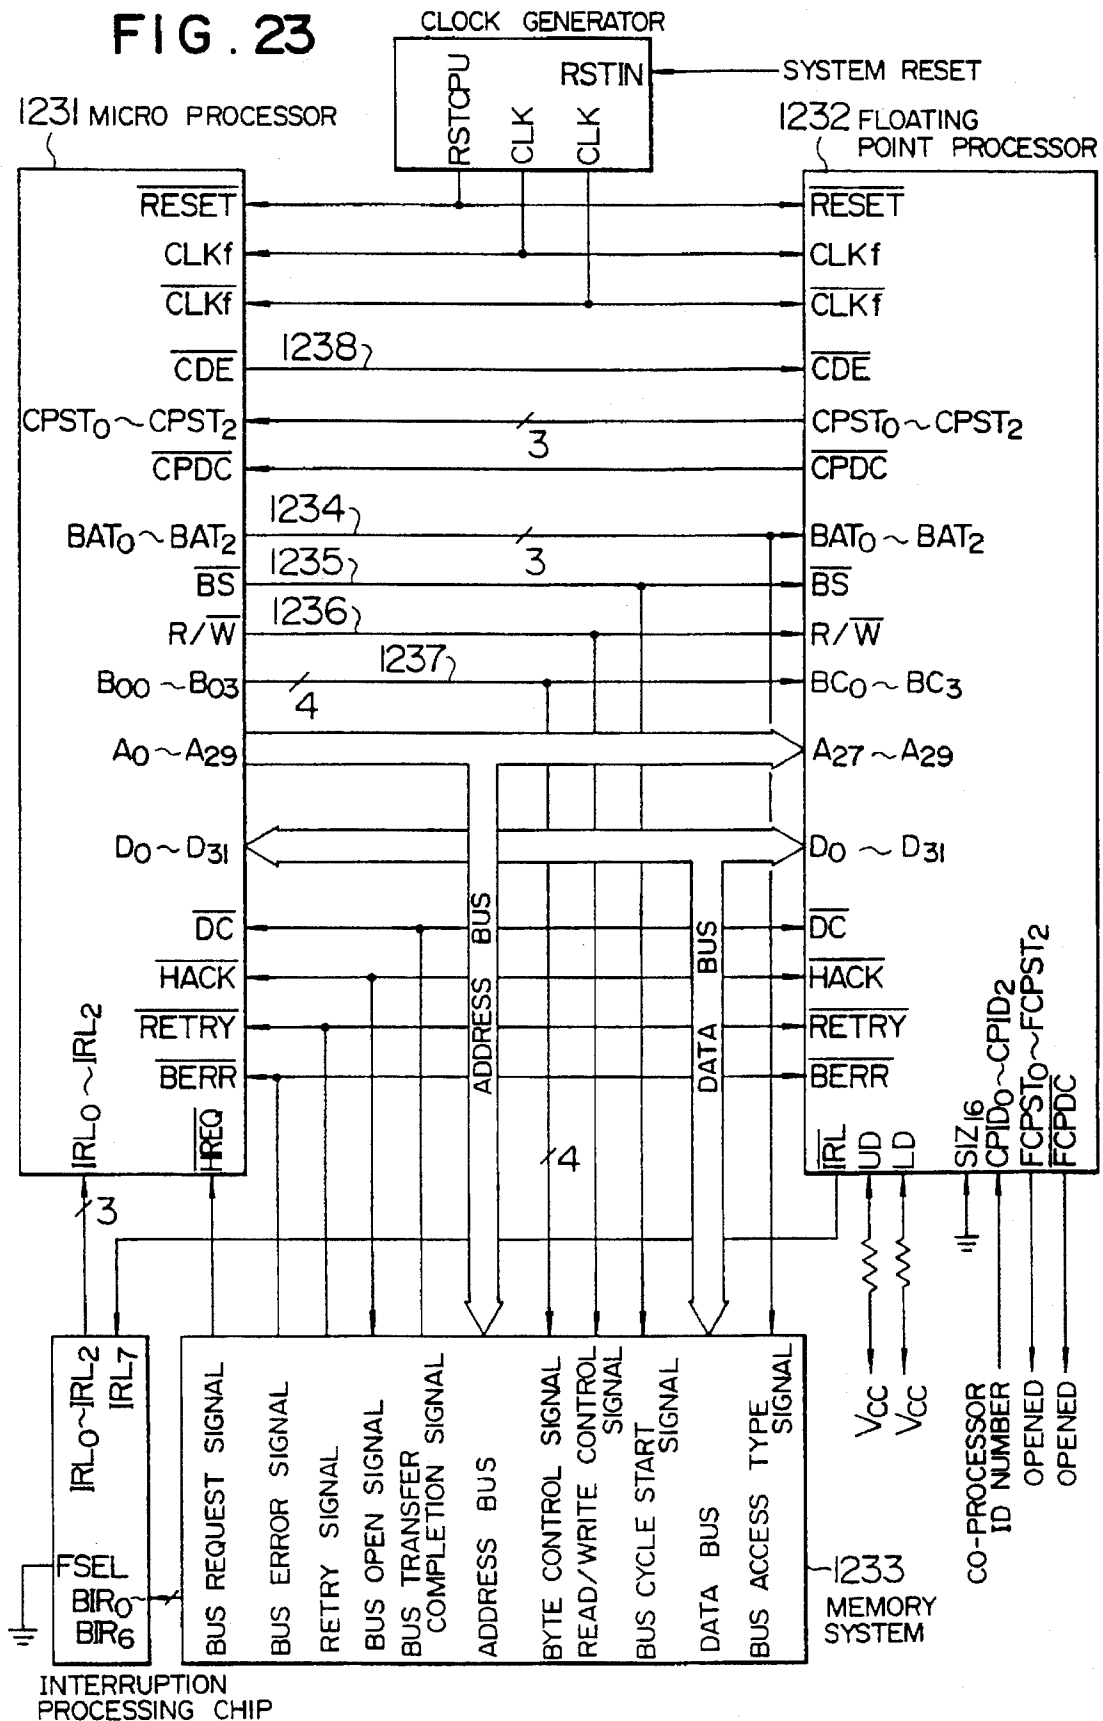 FIG. 23
CLOCK GENERATOR
RSTCPU
CLK
CLK
RSTIN
SYSTEM RESET
1231 MICRO PROCESSOR
1232 FLOATING
POINT PROCESSOR
RESET
RESET
CLKf
CLKf
CLKf
CLKf
CDE
1238
CDE
CPST0~CPST2
3
CPST0~CPST2
CPDC
CPDC
BAT0~BAT2
1234
3
BAT0~BAT2
BS
1235
BS
R/W
1236
R/W
B00~B03
4
1237
BC0~BC3
A0~A29
A27~A29
D0~D31
D0~D31
ADDRESS BUS
DATA BUS
DC
DC
HACK
HACK
RETRY
RETRY
BERR
BERR
IRL0~IRL2
HREQ
3
4
IRL
UD
LD
SIZ16
CPID0~CPID2
FCPST0~FCPST2
FCPDC
VCC
VCC
CO-PROCESSOR
ID NUMBER
OPENED
OPENED
IRL0~IRL2
IRL7
FSEL
BIR0~
BIR6
INTERRUPTION
PROCESSING CHIP
BUS REQUEST SIGNAL
BUS ERROR SIGNAL
RETRY SIGNAL
BUS OPEN SIGNAL
BUS TRANSFER
COMPLETION SIGNAL
ADDRESS BUS
BYTE CONTROL SIGNAL
READ/WRITE CONTROL
SIGNAL
BUS CYCLE START
SIGNAL
DATA BUS
BUS ACCESS TYPE
SIGNAL
1233
MEMORY
SYSTEM